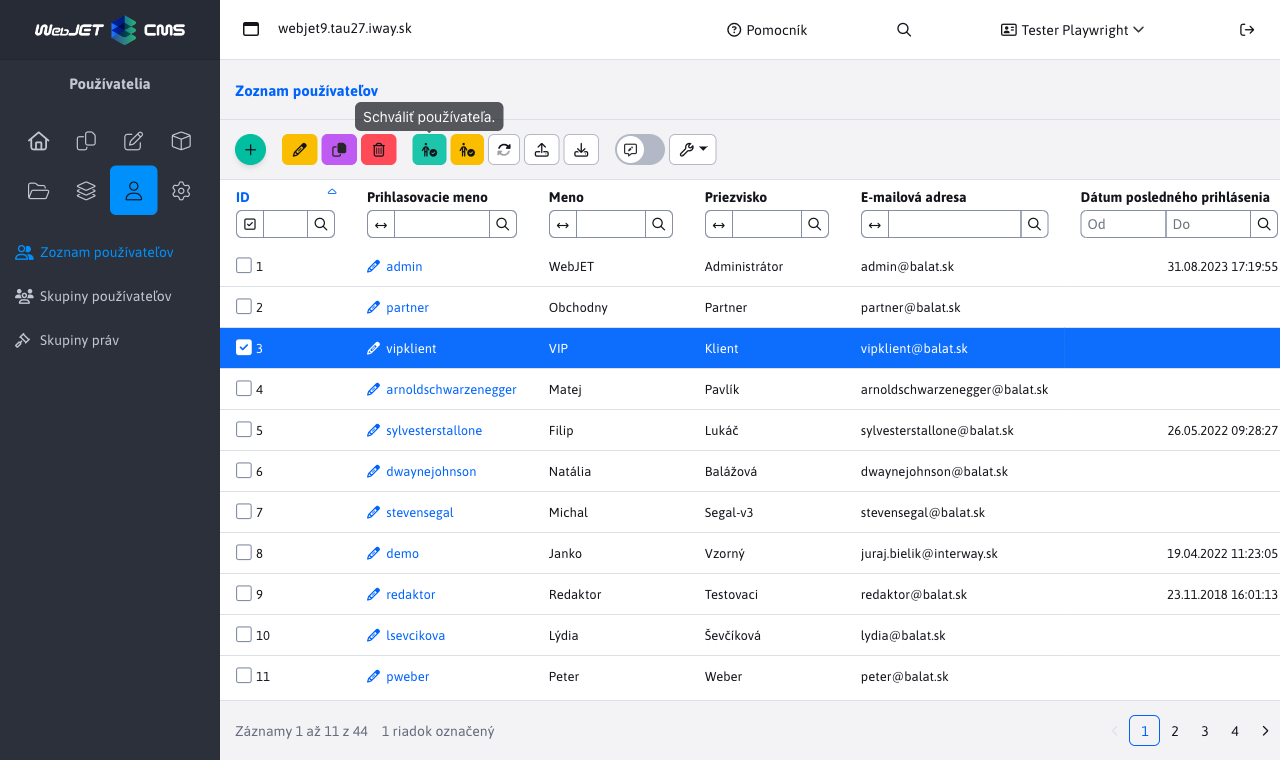 WebJET CMS
webjet9.tau27.iway.sk
Pomocník
Tester Playwright
Používatelia
Zoznam používateľov
Schváliť používateľa.
Zoznam používateľov
Skupiny používateľov
Skupiny práv
ID Prihlasovacie meno Meno Priezvisko E-mailová adresa Dátum posledného prihlásenia
Od Do
1 admin WebJET Administrátor admin@balat.sk 31.08.2023 17:19:55
2 partner Obchodny Partner partner@balat.sk
3 vipklient VIP Klient vipklient@balat.sk
4 arnoldschwarzenegger Matej Pavlík arnoldschwarzenegger@balat.sk
5 sylvesterstallone Filip Lukáč sylvesterstallone@balat.sk 26.05.2022 09:28:27
6 dwaynejohnson Natália Balážová dwaynejohnson@balat.sk
7 stevensegal Michal Segal-v3 stevensegal@balat.sk
8 demo Janko Vzorný juraj.bielik@interway.sk 19.04.2022 11:23:05
9 redaktor Redaktor Testovaci redaktor@balat.sk 23.11.2018 16:01:13
10 lsevcikova Lýdia Ševčíková lydia@balat.sk
11 pweber Peter Weber peter@balat.sk
Záznamy 1 až 11 z 44 1 riadok označený
1 2 3 4